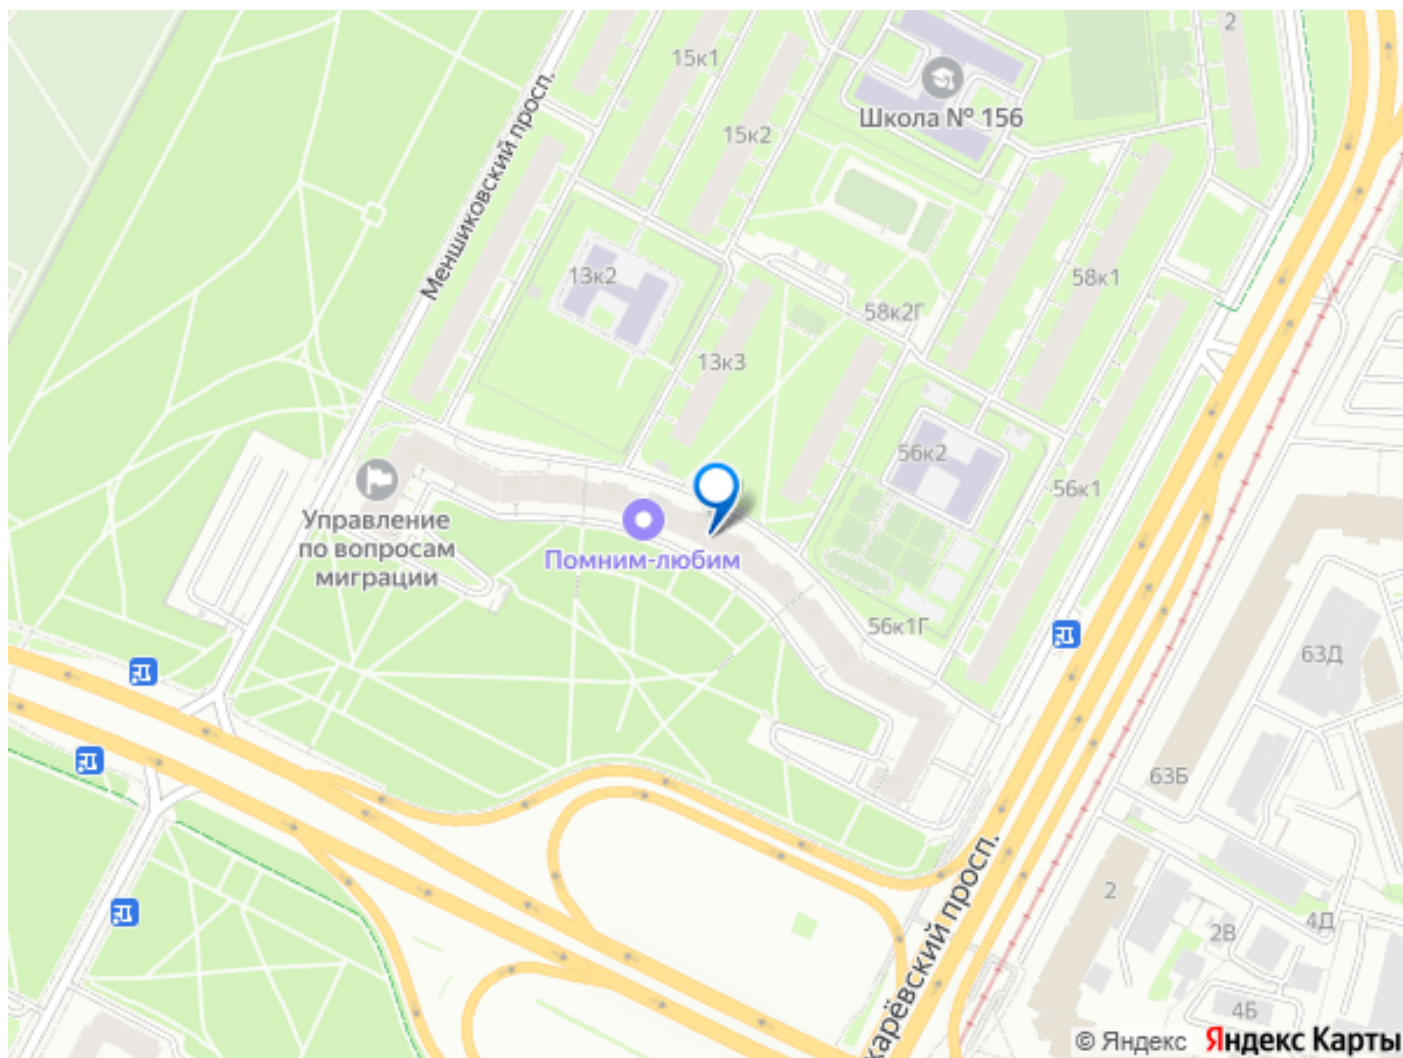 2
15к1
Школа № 156
15к2
Меншиковский просп.
13к2
58к1
58к2Г
13к3
56к2
56к1
Управление
по вопросам
миграции
Помним-любим
56к1Г
63Д
63Б
карёвский просп.
2
2В
4Д
4Б
© Яндекс Яндекс Карты